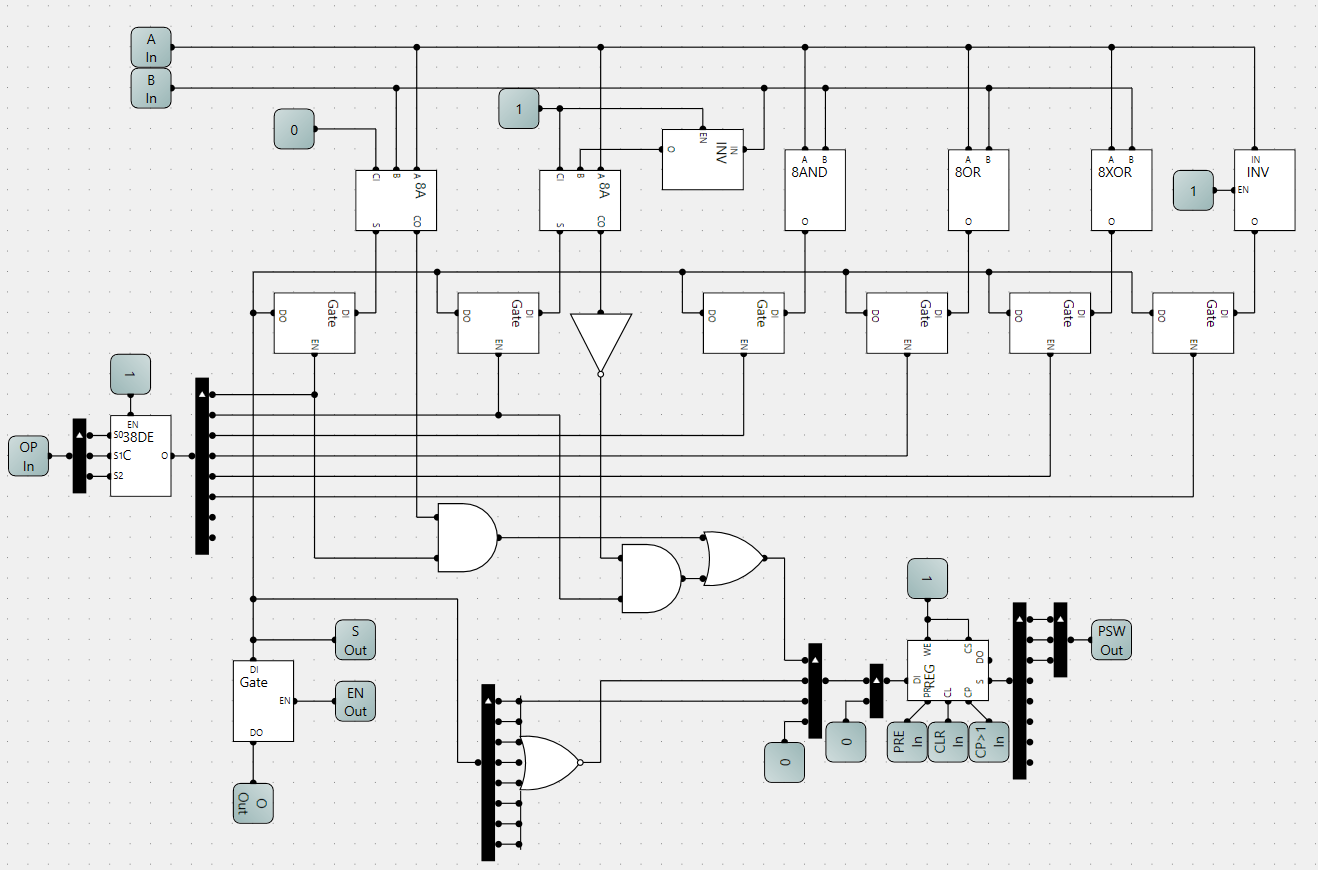 A
In
B
In
0
1
EN
O
INV
IN
CI
B
A
8A
S
CO
CI
B
A
8A
S
CO
A B
8AND
O
A B
8OR
O
A B
8XOR
O
1
IN
INV
EN
O
DO
Gate
DI
EN
DO
Gate
DI
EN
DO
Gate
DI
EN
DO
Gate
DI
EN
DO
Gate
DI
EN
DO
Gate
DI
EN
1
OP
In
EN
S0 38DE
S1 C O
S2
S
Out
DI
Gate
EN
DO
EN
Out
O
Out
0
0
1
WE
CS
DO
DI
REG
S
PR
CL
CP
PRE
In
CLR
In
CP>1
In
PSW
Out